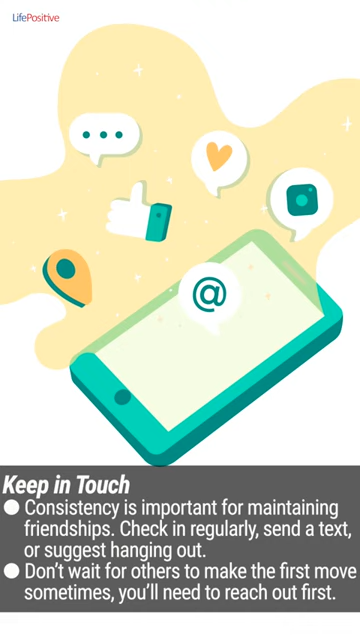 LifePositive
@
Keep in Touch
● Consistency is important for maintaining
friendships. Check in regularly, send a text,
or suggest hanging out.
● Don't wait for others to make the first move
sometimes, you'll need to reach out first.